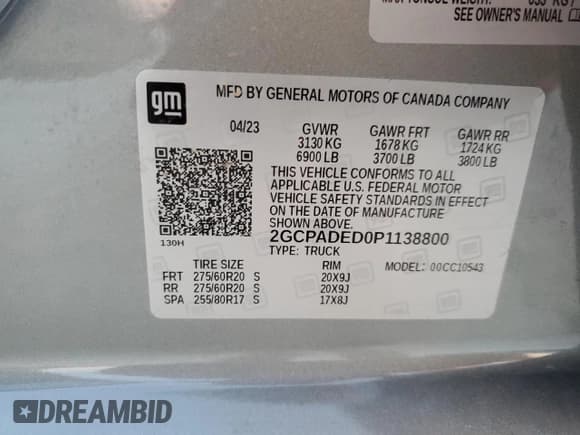 SEE OWNER'S MANUAL
gm
MFD BY GENERAL MOTORS OF CANADA COMPANY
04/23 GVWR GAWR FRT GAWR RR
3130 KG 1678 KG 1724 KG
6900 LB 3700 LB 3800 LB
THIS VEHICLE CONFORMS TO ALL
APPLICABLE U.S. FEDERAL MOTOR
VEHICLE SAFETY STANDARDS IN EFFECT
ON THE DATE OF MANUFACTURE
SHOWN ABOVE.
130H
2GCPADED0P1138800
TYPE: TRUCK MODEL: 00CC10543
TIRE SIZE RIM
FRT 275/60R20 S 20X9J
RR 275/60R20 S 20X9J
SPA 255/80R17 S 17X8J
DREAMBID